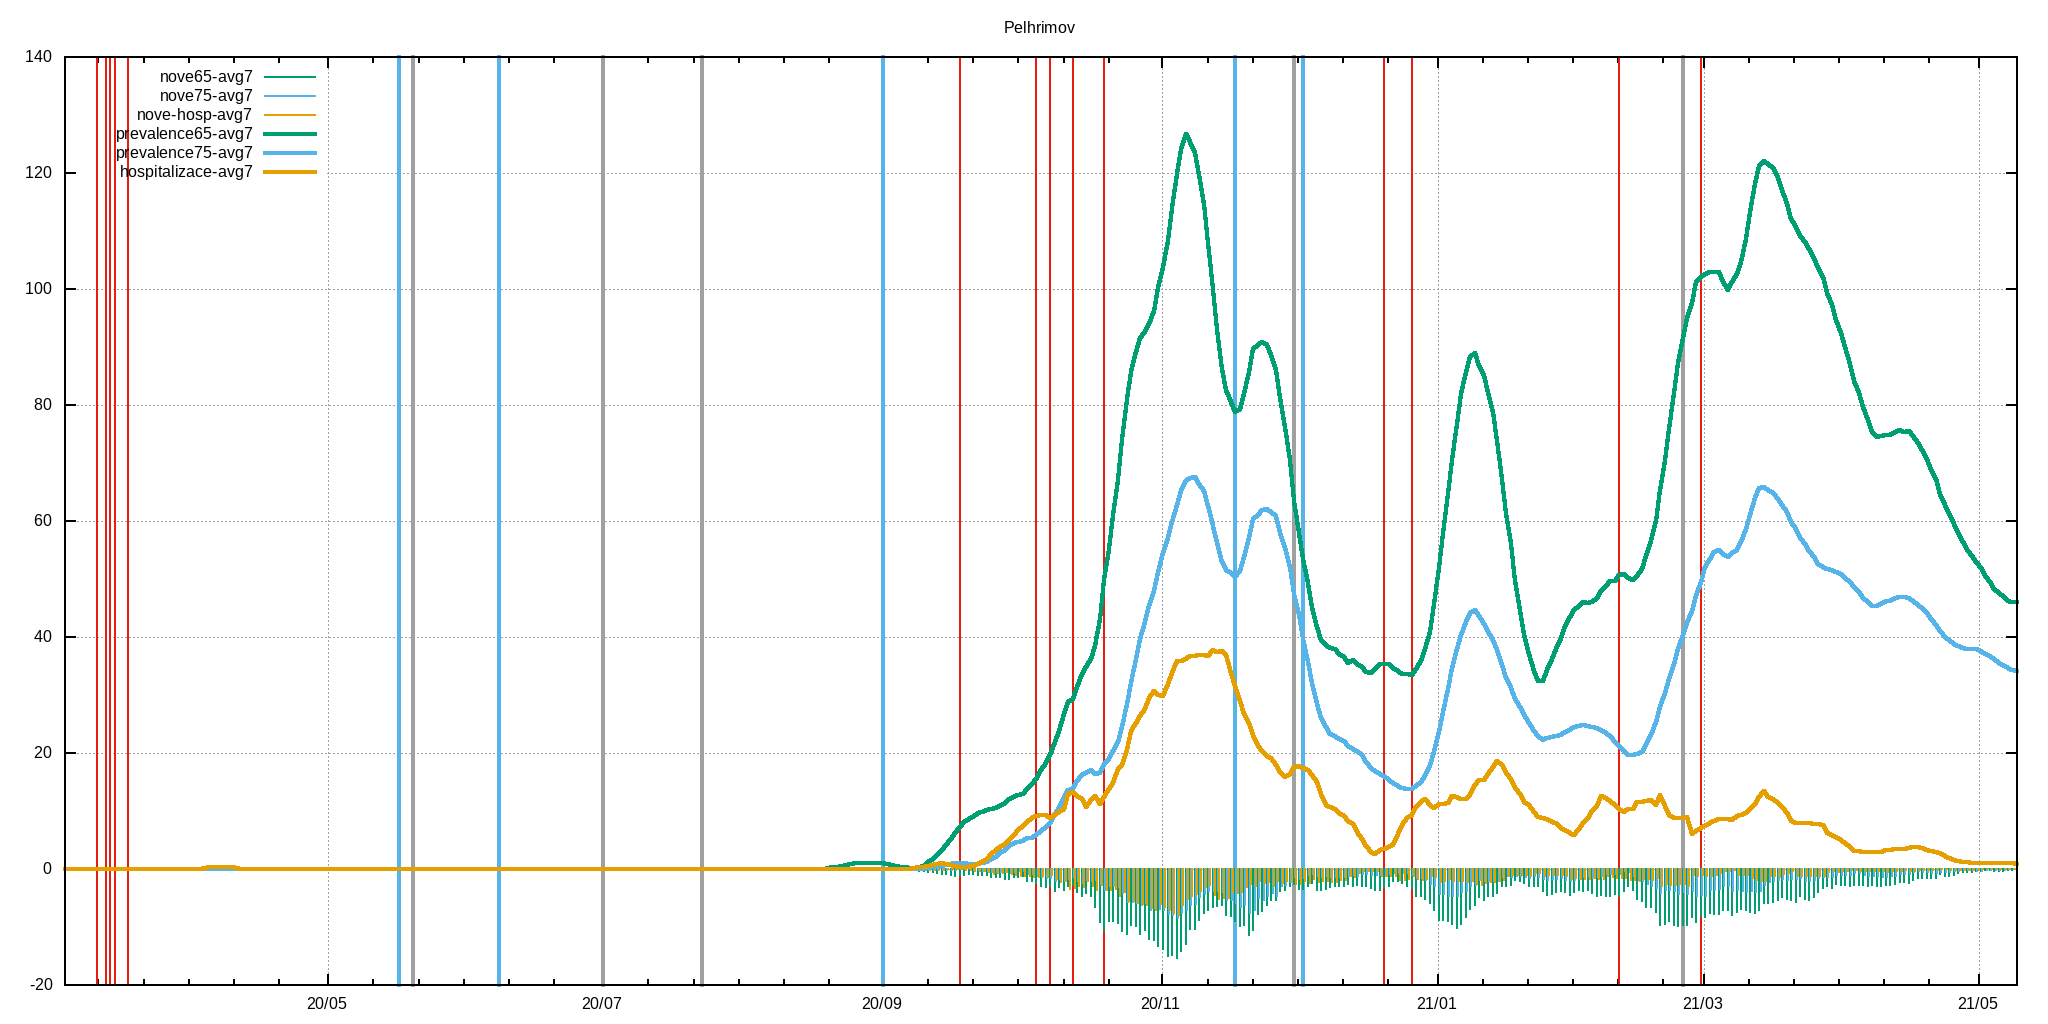 Pelhrimov
140
120
100
80
60
40
20
0
-20
nove65-avg7
nove75-avg7
nove-hosp-avg7
prevalence65-avg7
prevalence75-avg7
hospitalizace-avg7
20/05 20/07 20/09 20/11 21/01 21/03 21/05